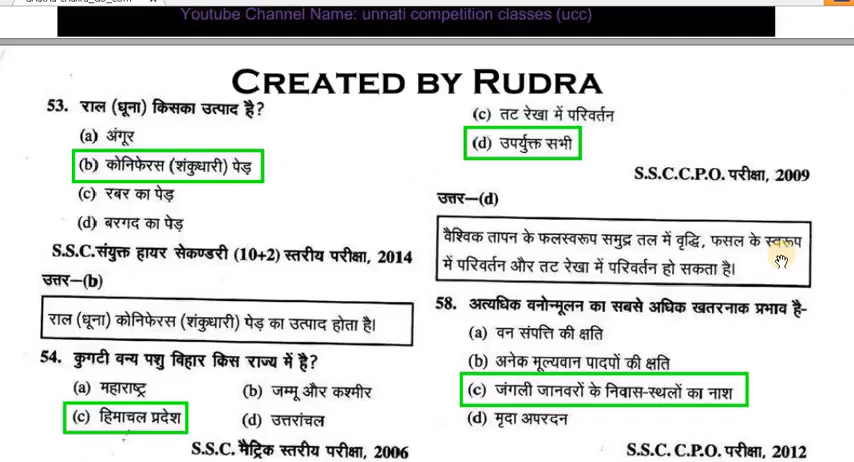 Youtube Channel Name: unnati competition classes (ucc)
CREATED BY RUDRA
53. राल (धूना) किसका उत्पाद है?
(a) अंगूर
(b) कोनिफेरस (शंकुधारी) पेड़
(c) रबर का पेड़
(d) बरगद का पेड़
S.S.C. संयुक्त हायर सेकण्डरी (10+2) स्तरीय परीक्षा, 2014
उत्तर—(b)
राल (धूना) कोनिफेरस (शंकुधारी) पेड़ का उत्पाद होता है।
54. कुगटी वन्य पशु विहार किस राज्य में है?
(a) महाराष्ट्र (b) जम्मू और कश्मीर
(c) हिमाचल प्रदेश (d) उत्तरांचल
S.S.C. मैट्रिक स्तरीय परीक्षा, 2006
(c) तट रेखा में परिवर्तन
(d) उपर्युक्त सभी
S.S.C.C.P.O. परीक्षा, 2009
उत्तर—(d)
वैश्विक तापन के फलस्वरूप समुद्र तल में वृद्धि, फसल के स्वरूप
में परिवर्तन और तट रेखा में परिवर्तन हो सकता है।
58. अत्यधिक वनोन्मूलन का सबसे अधिक खतरनाक प्रभाव है-
(a) वन संपत्ति की क्षति
(b) अनेक मूल्यवान पादपों की क्षति
(c) जंगली जानवरों के निवास-स्थलों का नाश
(d) मृदा अपरदन
S.S.C. C.P.O. परीक्षा, 2012